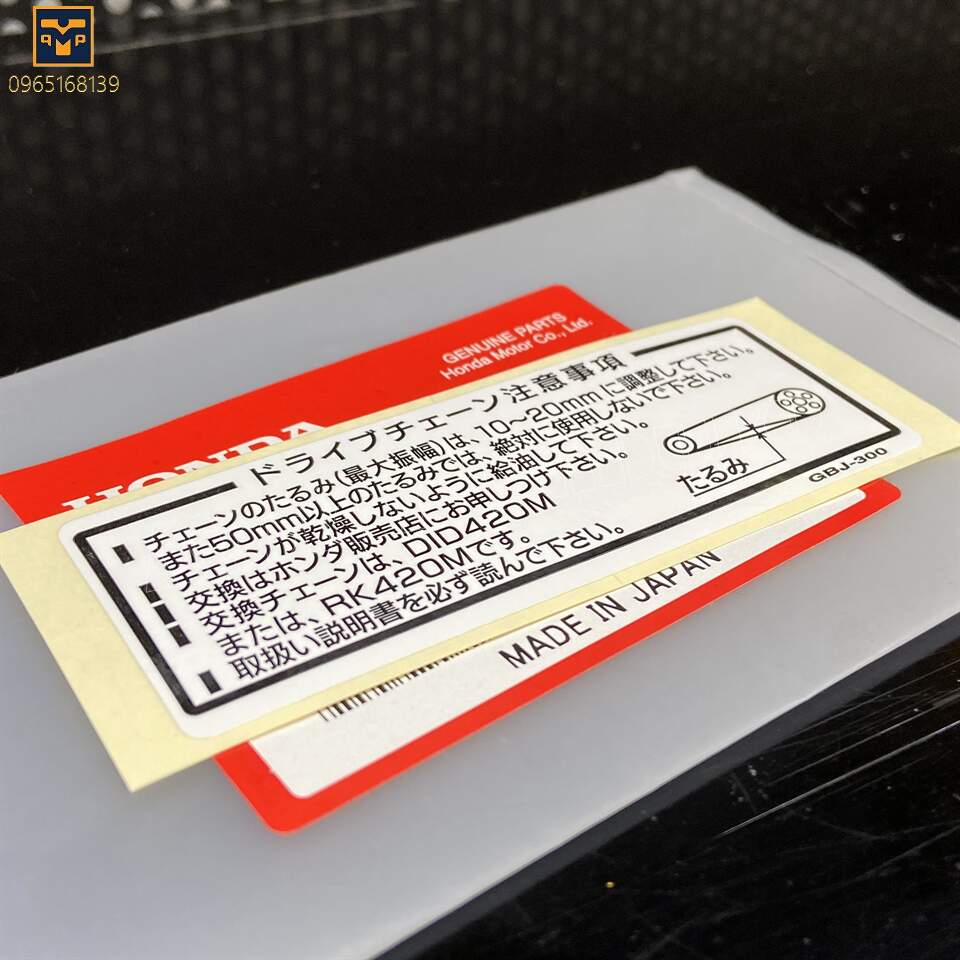 0965168139
GENUINE PARTS
Honda Motor Co., Ltd.
HONDA
ドライブチェーン注意事項
チェーンのたるみ(最大振幅)は、10～20mmに調整して下さい。
また50mm以上のたるみでは、絶対に使用しないで下さい。
チェーンが乾燥しないように給油して下さい。
交換はホンダ販売店にお申しつけ下さい。
交換チェーンは、DID420M
または、RK420Mです。
取扱い説明書を必ず読んで下さい。
たるみ
GBJ-300
MADE IN JAPAN